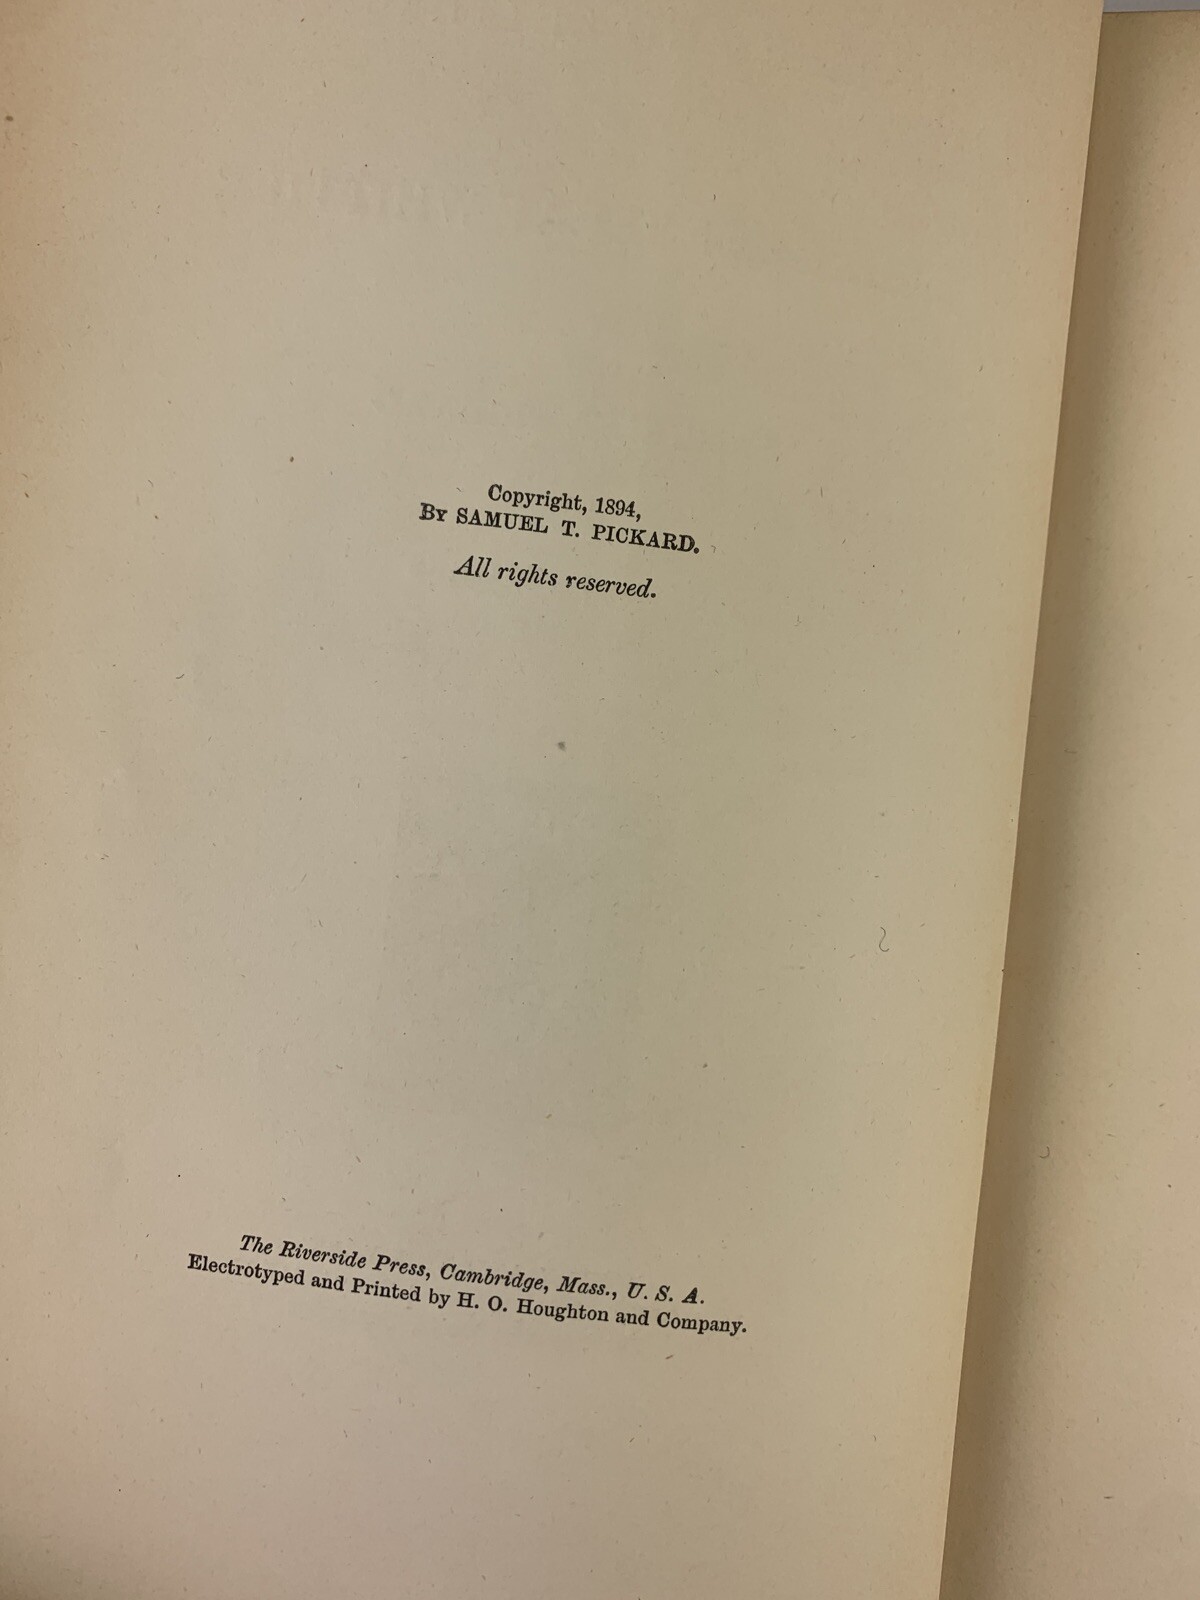 Copyright, 1894,
By SAMUEL T. PICKARD.
All rights reserved.
The Riverside Press, Cambridge, Mass., U. S. A.
Electrotyped and Printed by H. O. Houghton and Company.